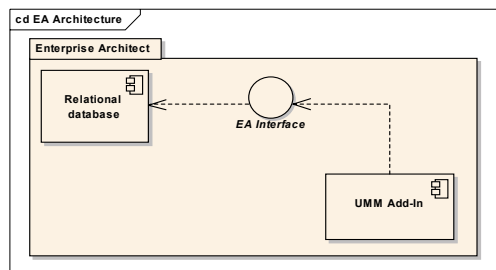 cd EA Architecture
Enterprise Architect
Relational
database
EA Interface
UMM Add-In